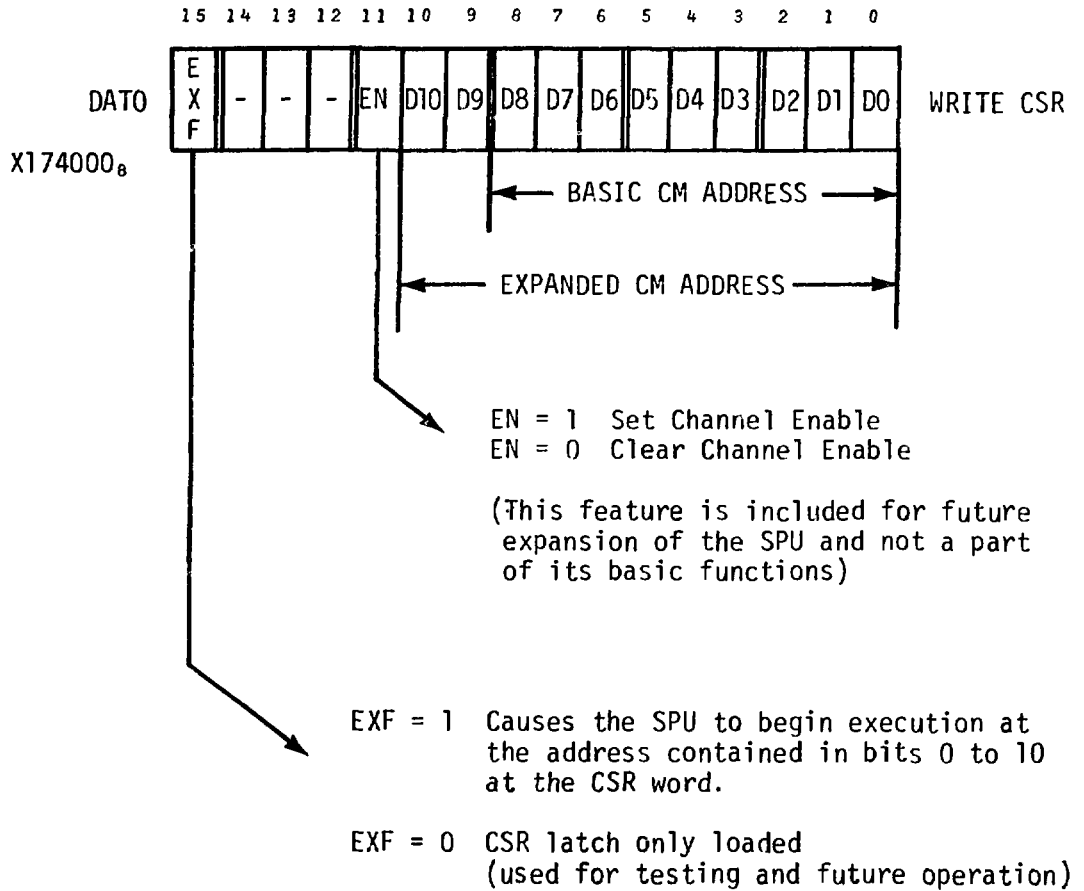 15 14 13 12 11 10 9 8 7 6 5 4 3 2 1 0
DATO EXF - - - EN D10 D9 D8 D7 D6 D5 D4 D3 D2 D1 D0 WRITE CSR
X174000₈
BASIC CM ADDRESS
EXPANDED CM ADDRESS
EN = 1 Set Channel Enable
EN = 0 Clear Channel Enable
(This feature is included for future
expansion of the SPU and not a part
of its basic functions)
EXF = 1 Causes the SPU to begin execution at
the address contained in bits 0 to 10
at the CSR word.
EXF = 0 CSR latch only loaded
(used for testing and future operation)